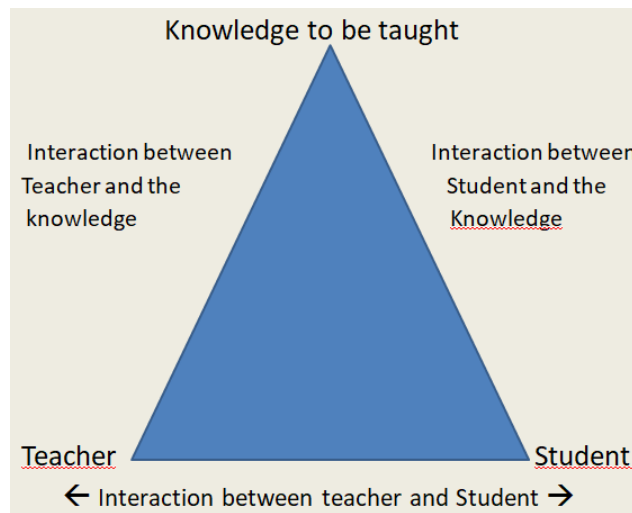 Knowledge to be taught
Interaction between
Teacher and the
knowledge
Interaction between
Student and the
Knowledge
Teacher
Student
← Interaction between teacher and Student →